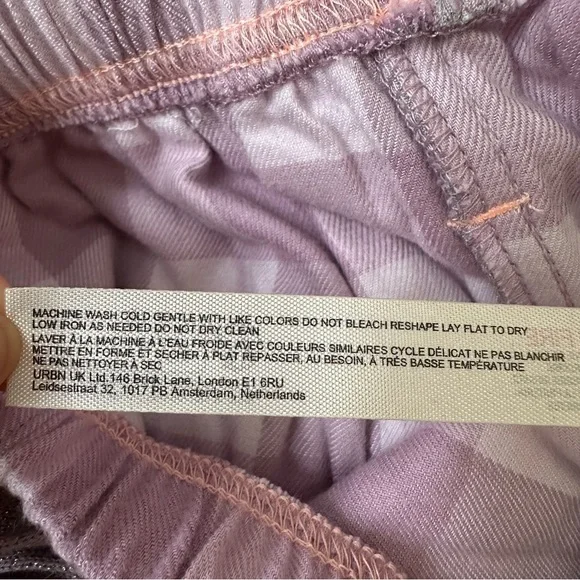 MACHINE WASH COLD GENTLE WITH LIKE COLORS DO NOT BLEACH RESHAPE LAY FLAT TO DRY
LOW IRON AS NEEDED DO NOT DRY CLEAN
LAVER À LA MACHINE À L'EAU FROIDE AVEC COULEURS SIMILAIRES CYCLE DÉLICAT NE PAS BLANCHIR
METTRE EN FORME ET SECHER À PLAT REPASSER, AU BESOIN, À TRÈS BASSE TEMPÉRATURE
NE PAS NETTOYER À SEC
URBN UK Ltd.146 Brick Lane, London E1 6RU
Leidsestraat 32, 1017 PB Amsterdam, Netherlands